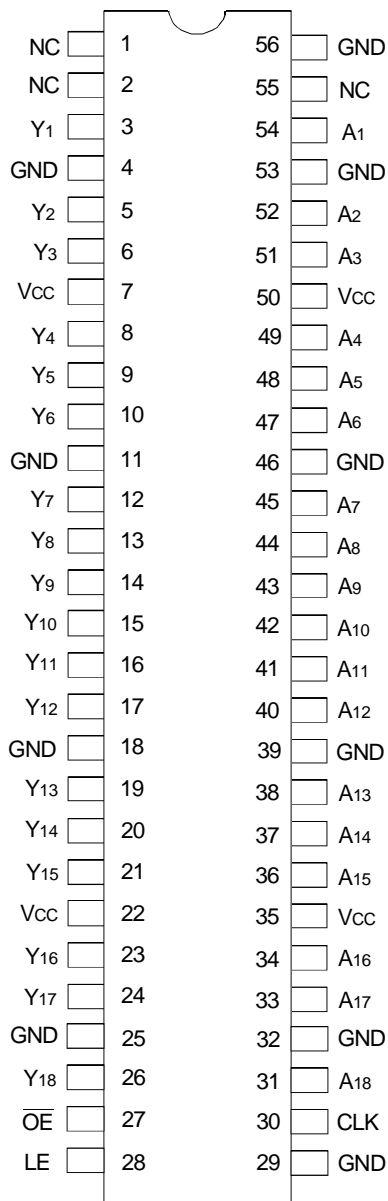 NC 1 56 GND
NC 2 55 NC
Y1 3 54 A1
GND 4 53 GND
Y2 5 52 A2
Y3 6 51 A3
VCC 7 50 VCC
Y4 8 49 A4
Y5 9 48 A5
Y6 10 47 A6
GND 11 46 GND
Y7 12 45 A7
Y8 13 44 A8
Y9 14 43 A9
Y10 15 42 A10
Y11 16 41 A11
Y12 17 40 A12
GND 18 39 GND
Y13 19 38 A13
Y14 20 37 A14
Y15 21 36 A15
VCC 22 35 VCC
Y16 23 34 A16
Y17 24 33 A17
GND 25 32 GND
Y18 26 31 A18
O̅E̅ 27 30 CLK
LE 28 29 GND